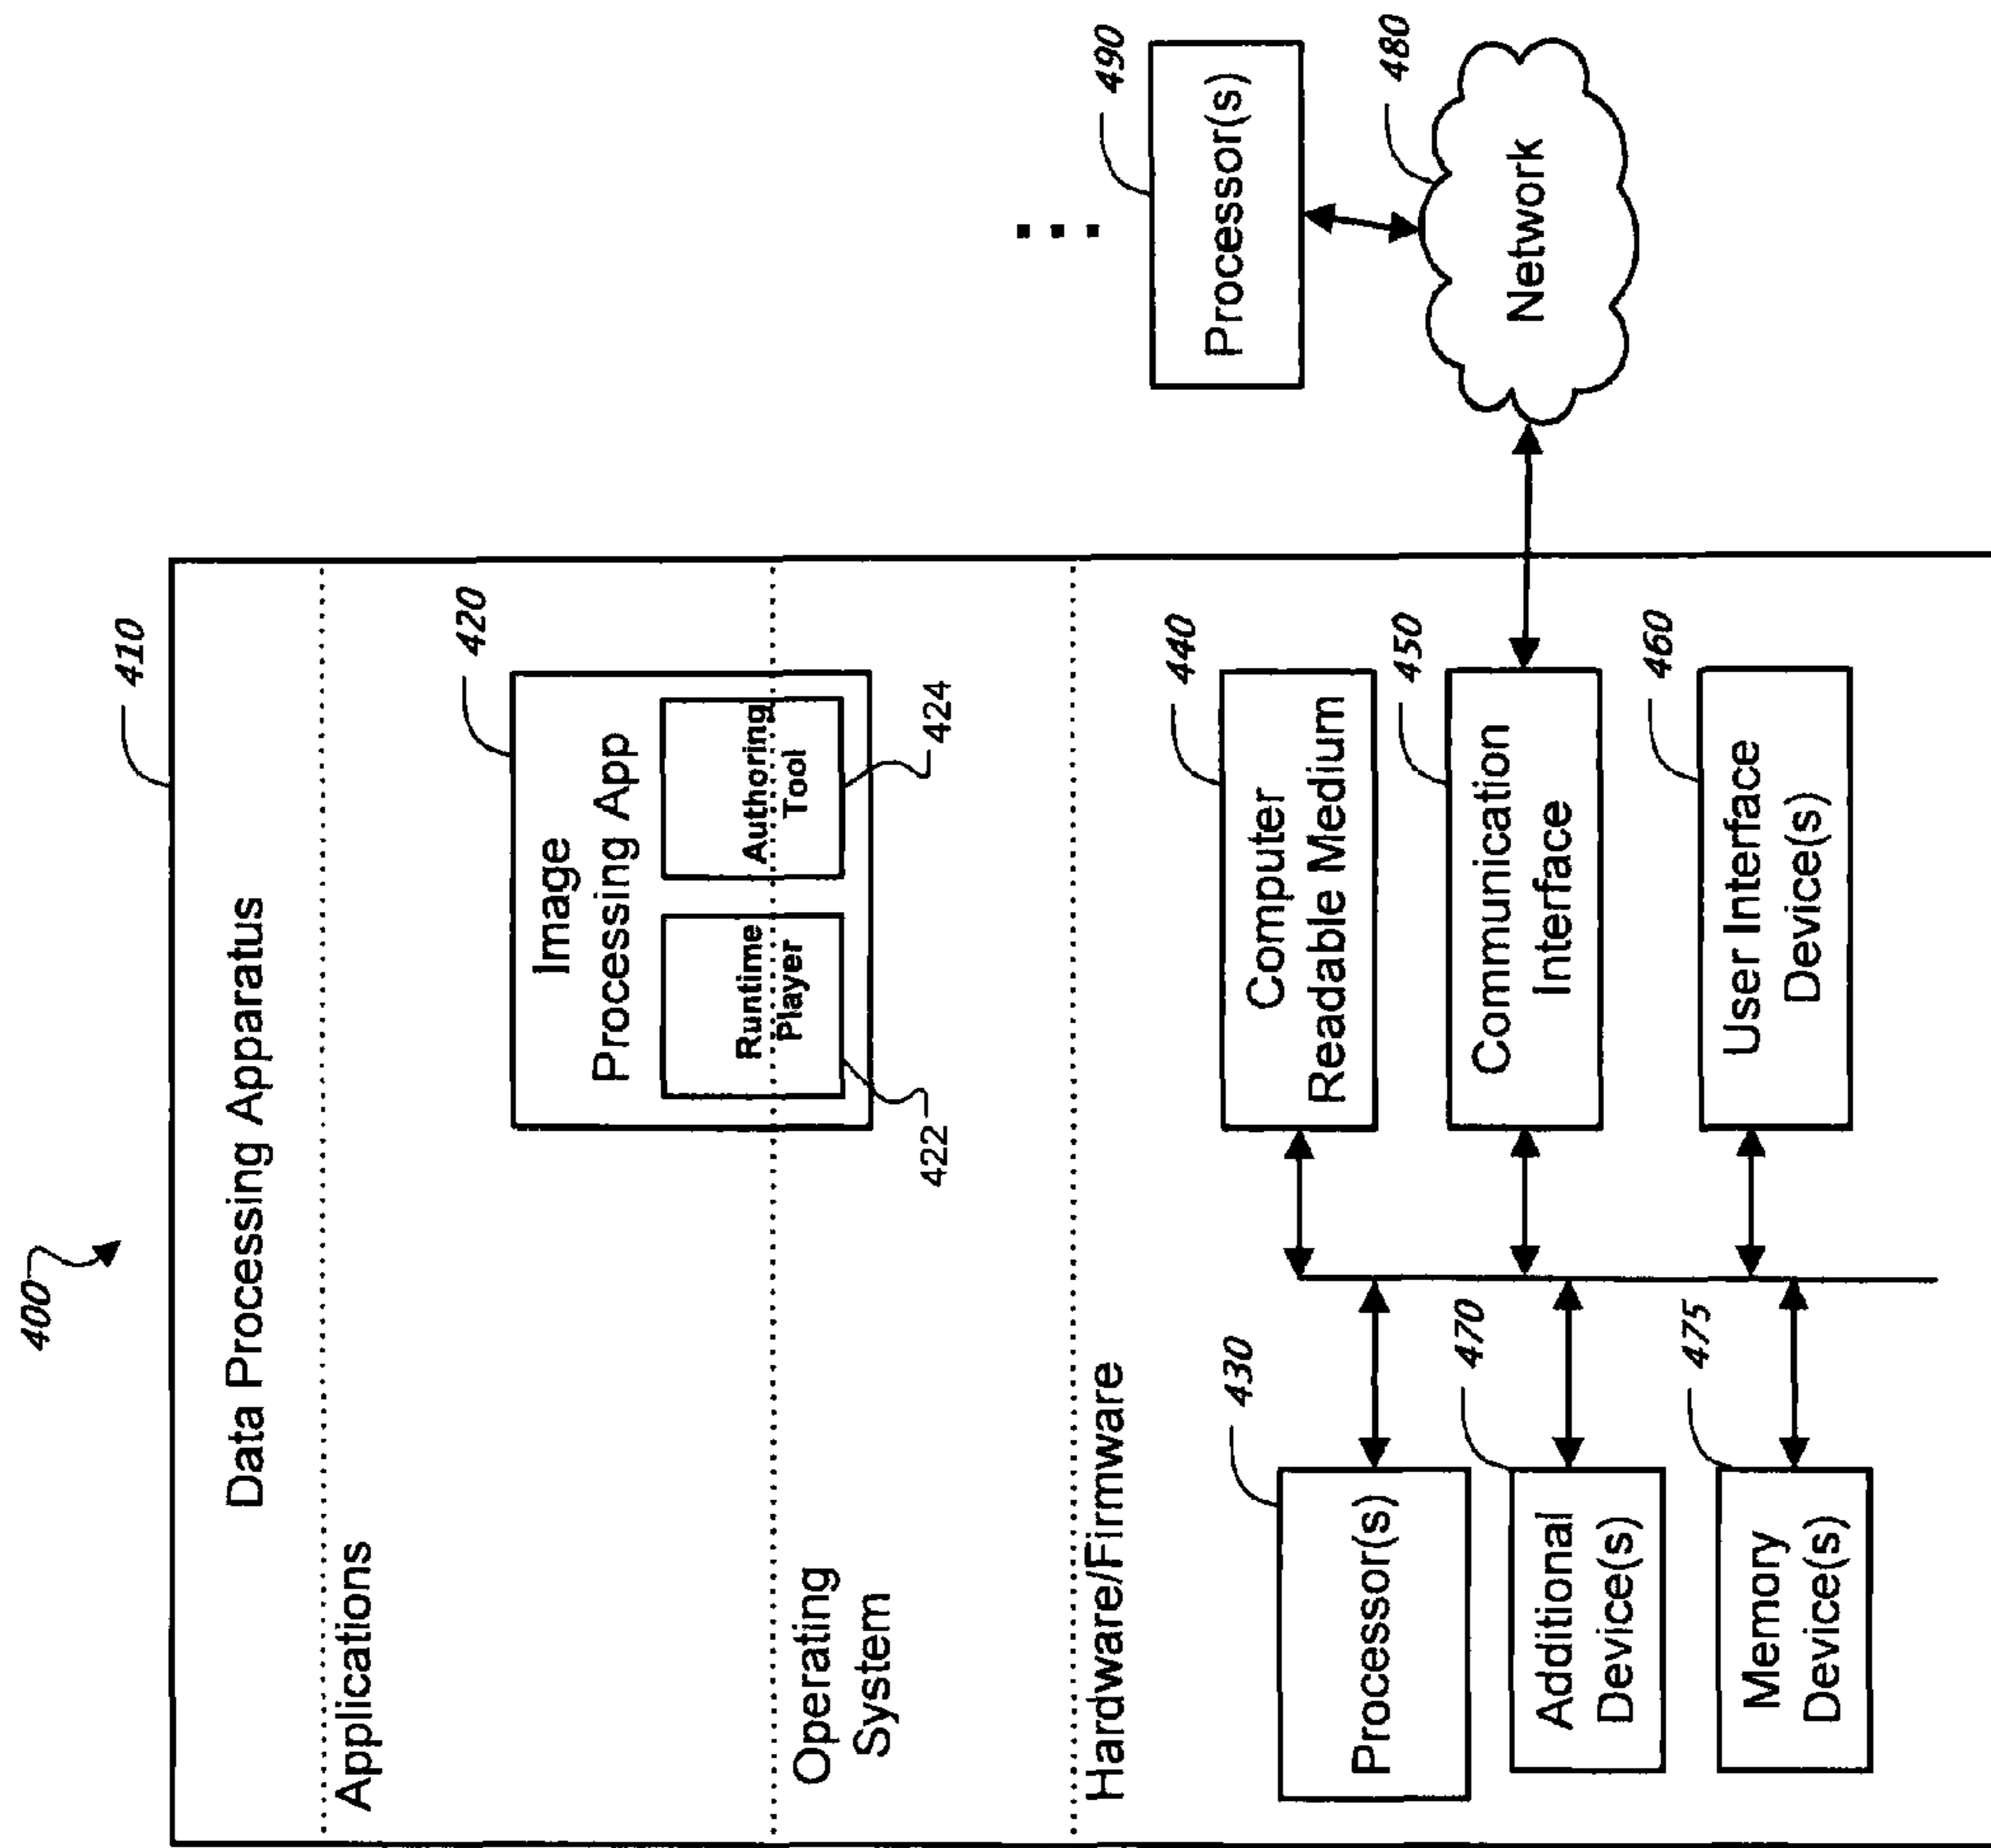 400
410
Data Processing Apparatus
Applications
420
Image
Processing App
Runtime
Player
Authoring
Tool
422
424
Operating
System
Hardware/Firmware
430
Processor(s)
470
Additional
Device(s)
475
Memory
Device(s)
440
Computer
Readable Medium
450
Communication
Interface
460
User Interface
Device(s)
490
Processor(s)
480
Network